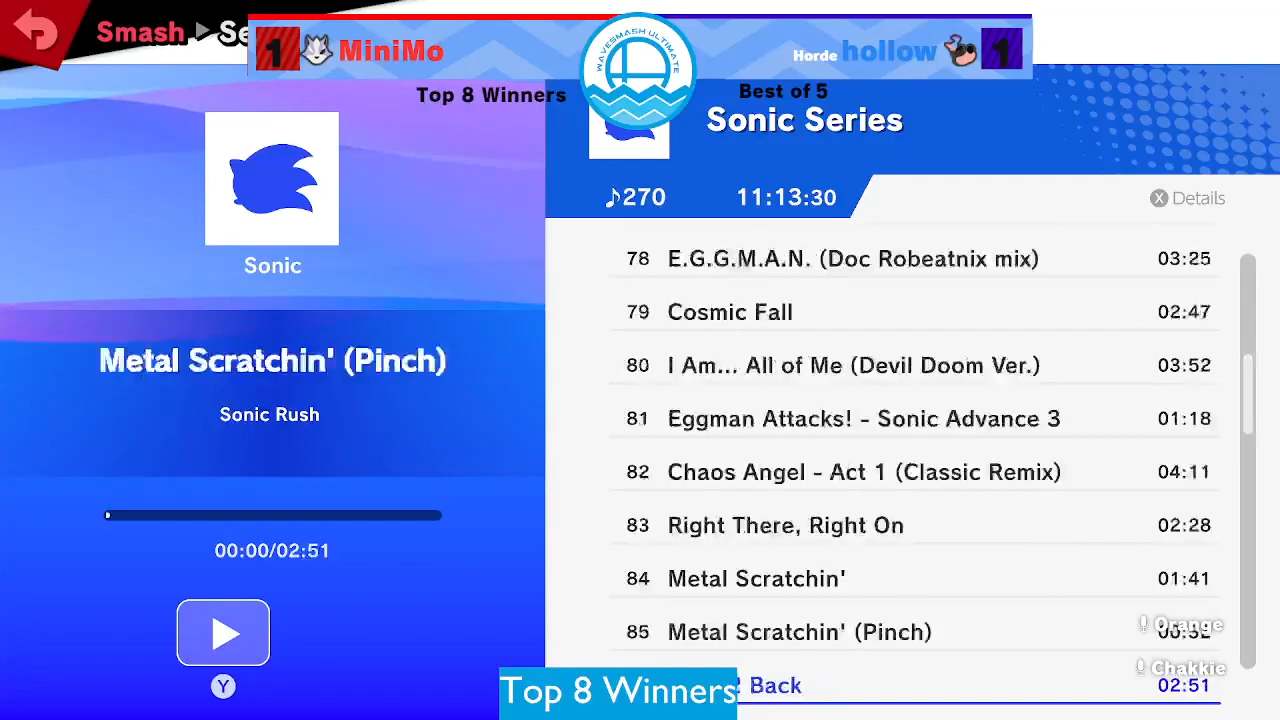 Smash ▶ Se
1 MiniMo
WAVESMASH ULTIMATE
Horde hollow 1
Top 8 Winners
Best of 5
Sonic Series
♪270 11:13:30
X Details
Sonic
Metal Scratchin' (Pinch)
Sonic Rush
00:00/02:51
Y
78 E.G.G.M.A.N. (Doc Robeatnix mix) 03:25
79 Cosmic Fall 02:47
80 I Am... All of Me (Devil Doom Ver.) 03:52
81 Eggman Attacks! - Sonic Advance 3 01:18
82 Chaos Angel - Act 1 (Classic Remix) 04:11
83 Right There, Right On 02:28
84 Metal Scratchin' 01:41
85 Metal Scratchin' (Pinch)
Orange
Chakkie
Back 02:51
Top 8 Winners